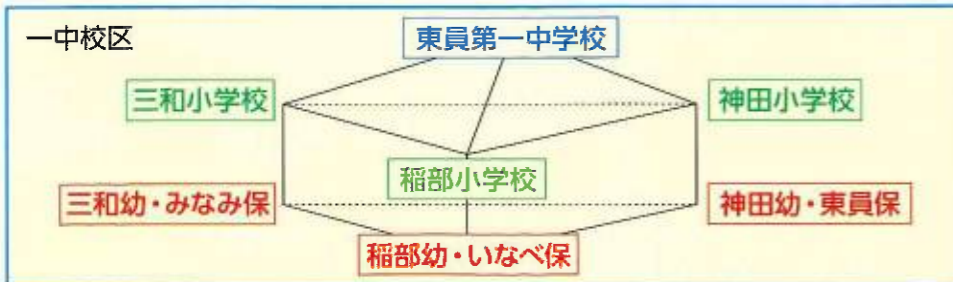 一中校区
東員第一中学校
三和小学校
神田小学校
稲部小学校
三和幼・みなみ保
神田幼・東員保
稲部幼・いなべ保